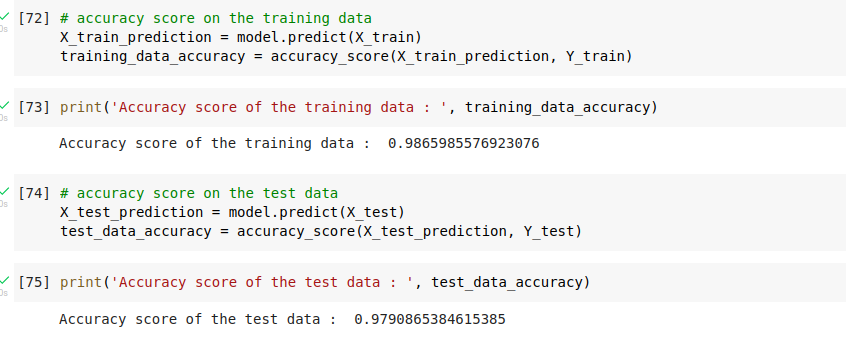 [72] # accuracy score on the training data
0s
X_train_prediction = model.predict(X_train)
training_data_accuracy = accuracy_score(X_train_prediction, Y_train)
[73] print('Accuracy score of the training data : ', training_data_accuracy)
0s
Accuracy score of the training data :  0.9865985576923076
[74] # accuracy score on the test data
0s
X_test_prediction = model.predict(X_test)
test_data_accuracy = accuracy_score(X_test_prediction, Y_test)
[75] print('Accuracy score of the test data : ', test_data_accuracy)
0s
Accuracy score of the test data :  0.9790865384615385